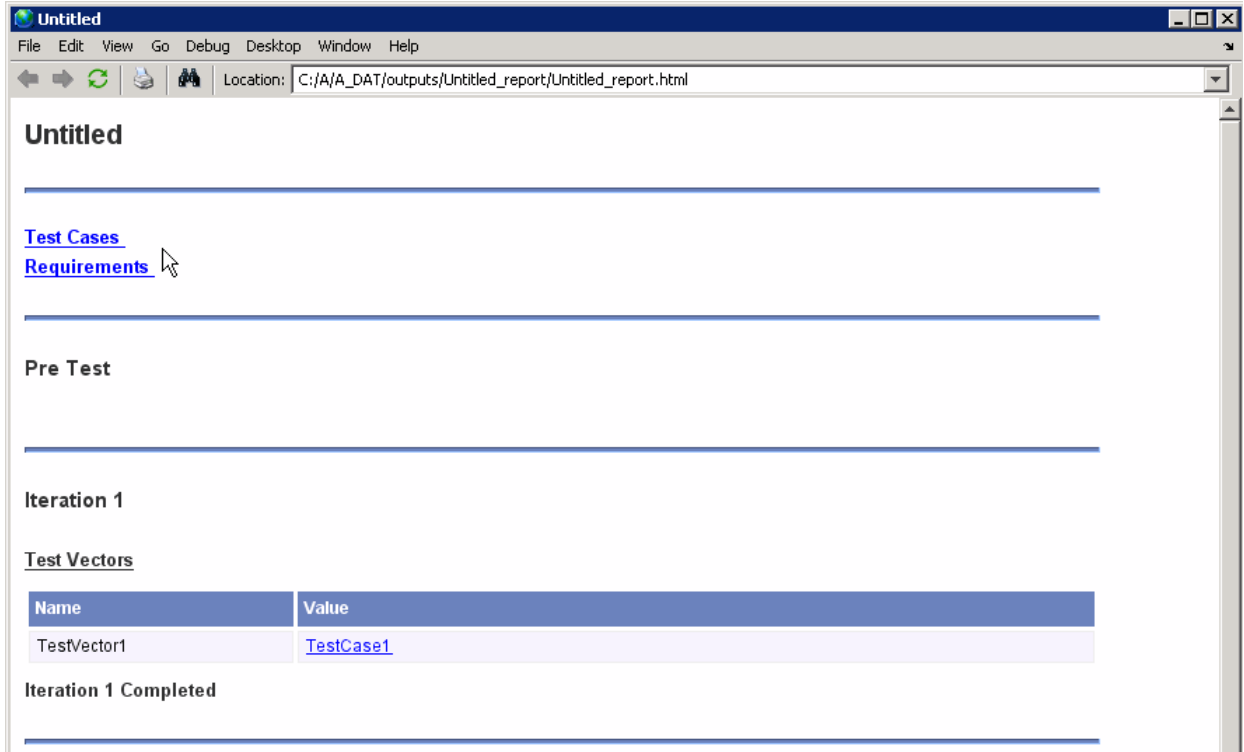 Untitled
File Edit View Go Debug Desktop Window Help
Location: C:/A/A_DAT/outputs/Untitled_report/Untitled_report.html
Untitled
Test Cases
Requirements
Pre Test
Iteration 1
Test Vectors
Name Value
TestVector1 TestCase1
Iteration 1 Completed